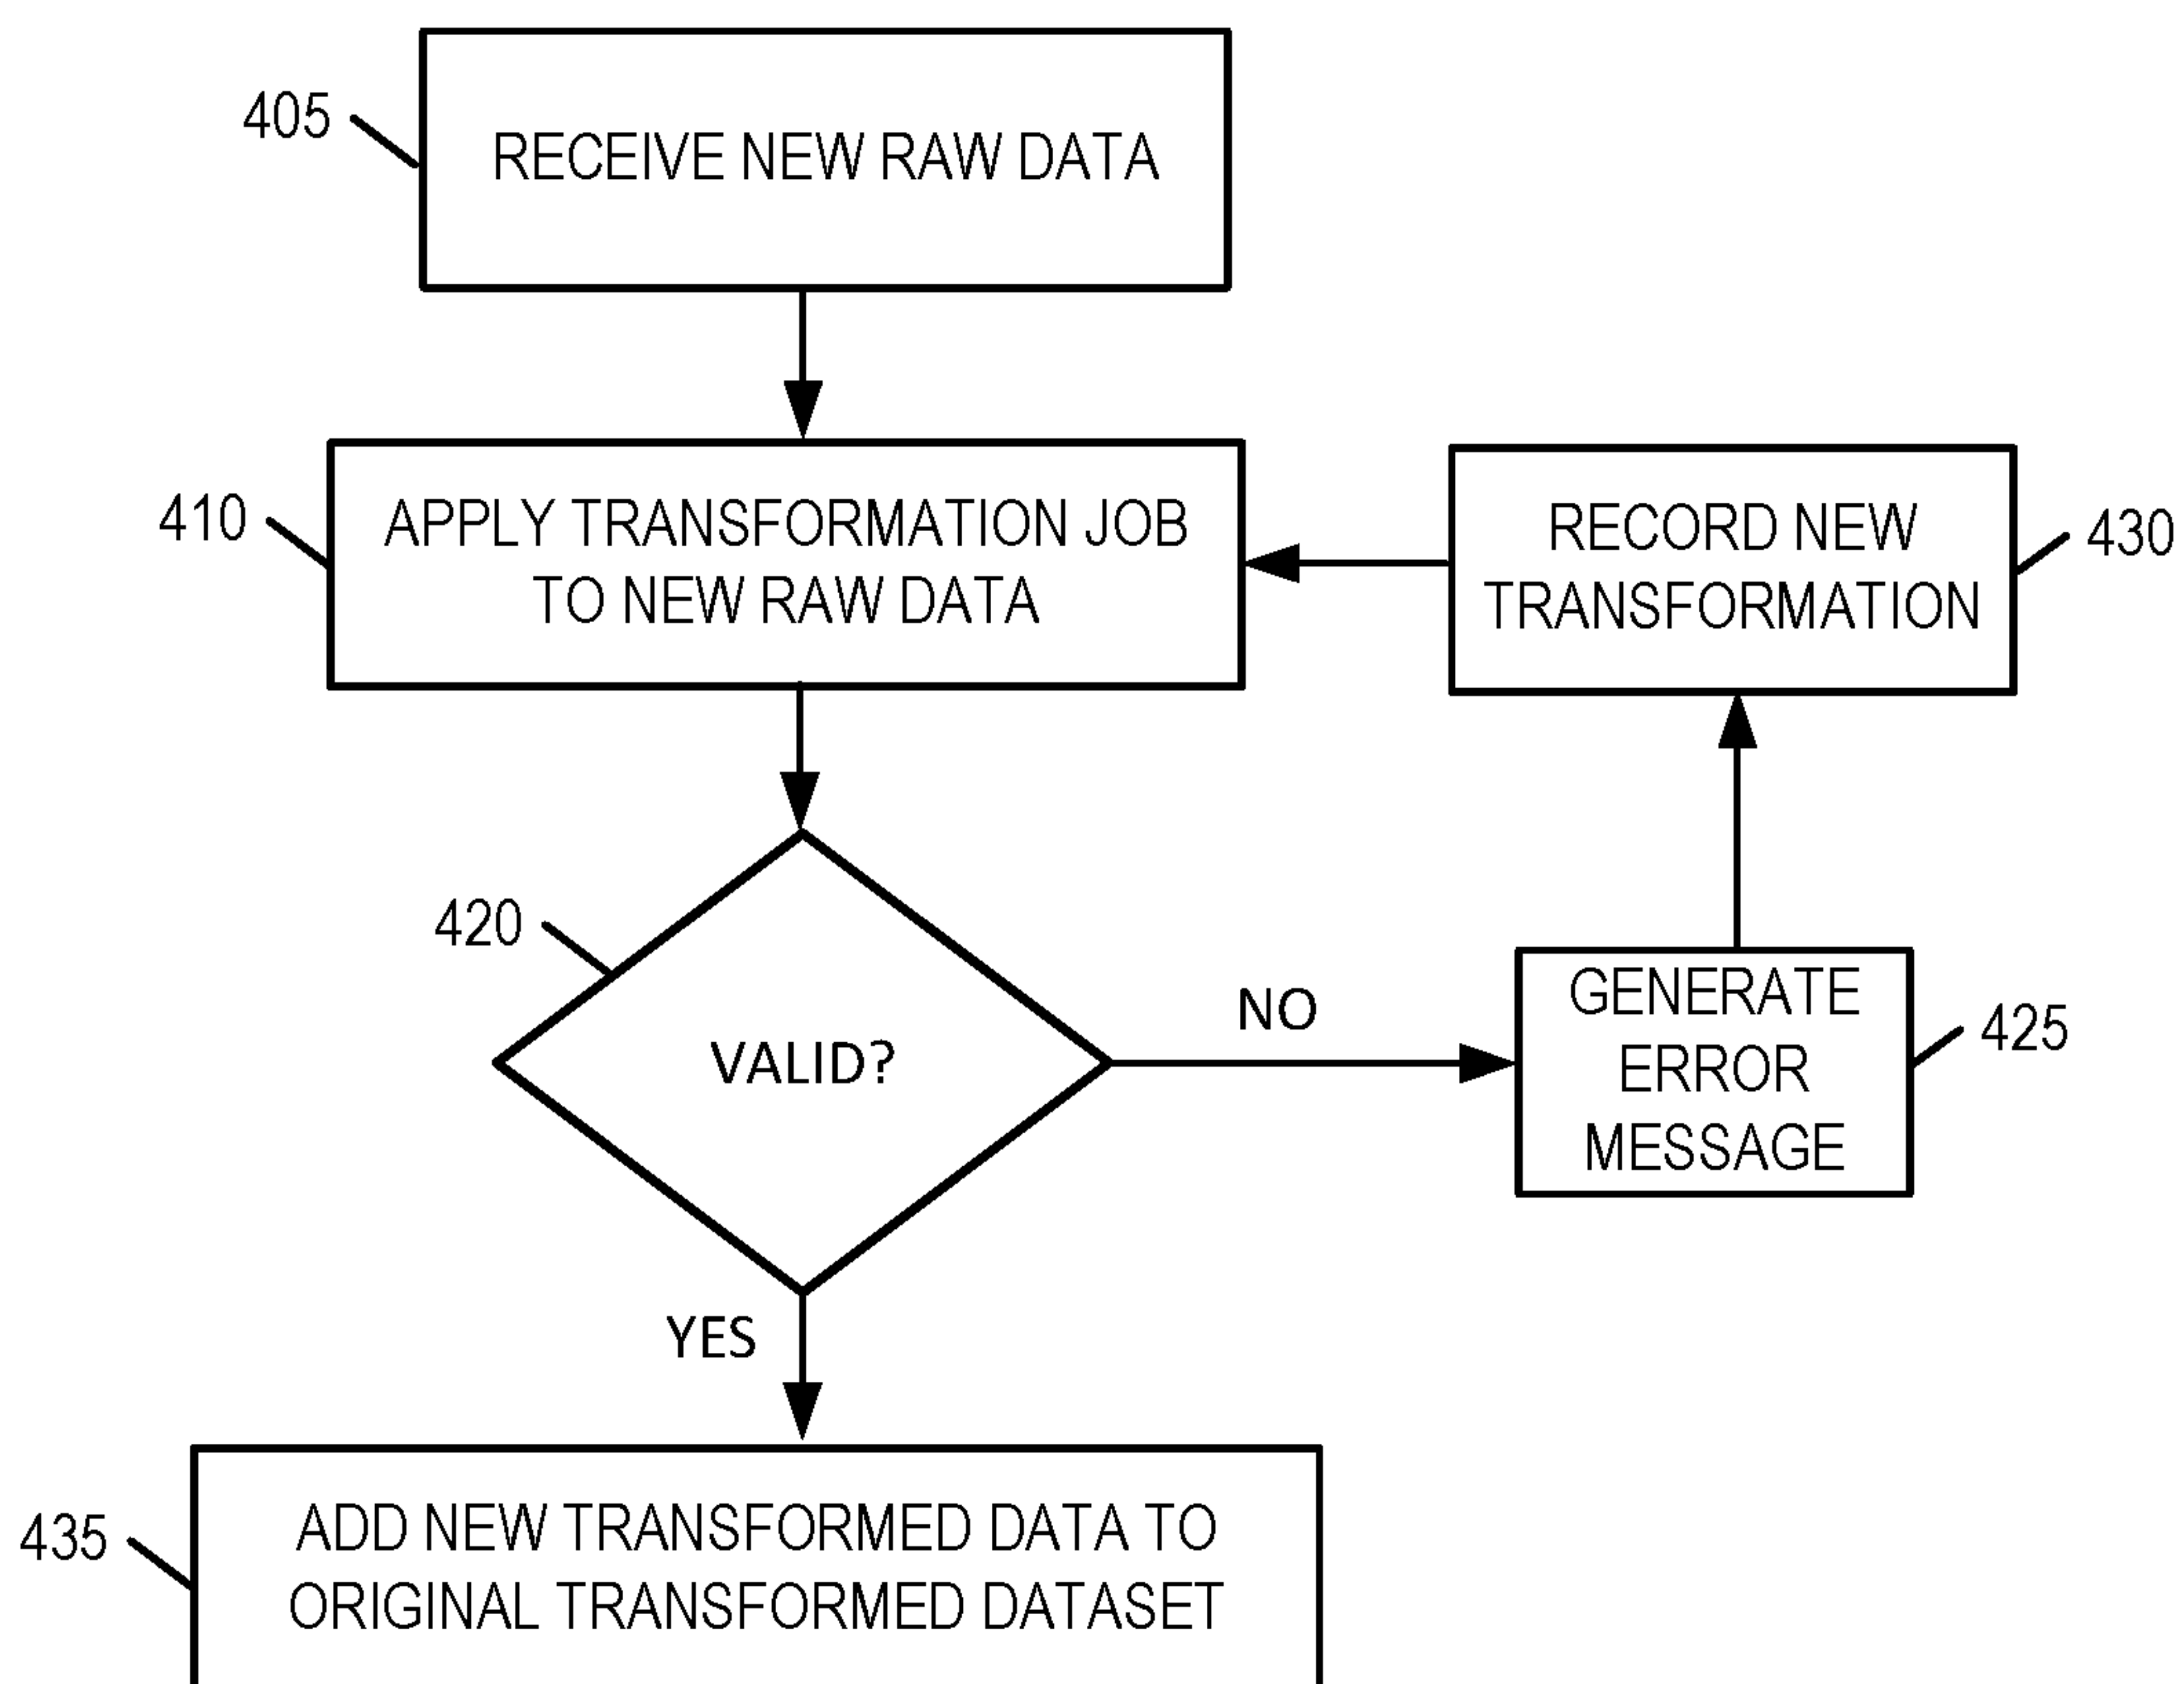 405
RECEIVE NEW RAW DATA
410
APPLY TRANSFORMATION JOB
TO NEW RAW DATA
RECORD NEW
TRANSFORMATION
430
420
VALID?
NO
GENERATE
ERROR
MESSAGE
425
YES
435
ADD NEW TRANSFORMED DATA TO
ORIGINAL TRANSFORMED DATASET